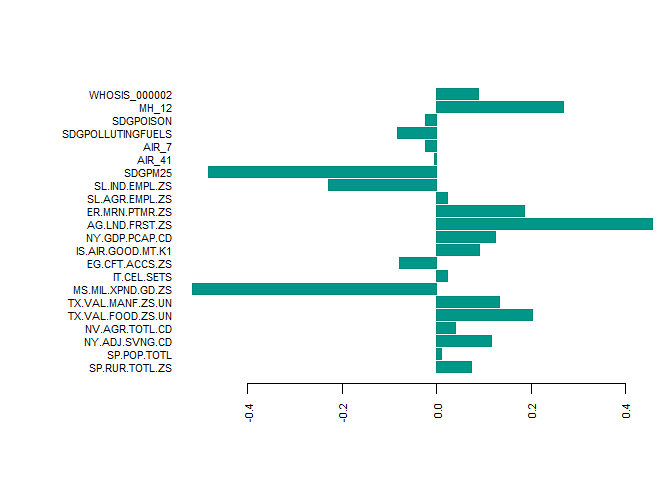 WHOSIS_000002
MH_12
SDGPOISON
SDGPOLLUTINGFUELS
AIR_7
AIR_41
SDGPM25
SL.IND.EMPL.ZS
SL.AGR.EMPL.ZS
ER.MRN.PTMR.ZS
AG.LND.FRST.ZS
NY.GDP.PCAP.CD
IS.AIR.GOOD.MT.K1
EG.CFT.ACCS.ZS
IT.CEL.SETS
MS.MIL.XPND.GD.ZS
TX.VAL.MANF.ZS.UN
TX.VAL.FOOD.ZS.UN
NV.AGR.TOTL.CD
NY.ADJ.SVNG.CD
SP.POP.TOTL
SP.RUR.TOTL.ZS
-0.4 -0.2 0.0 0.2 0.4